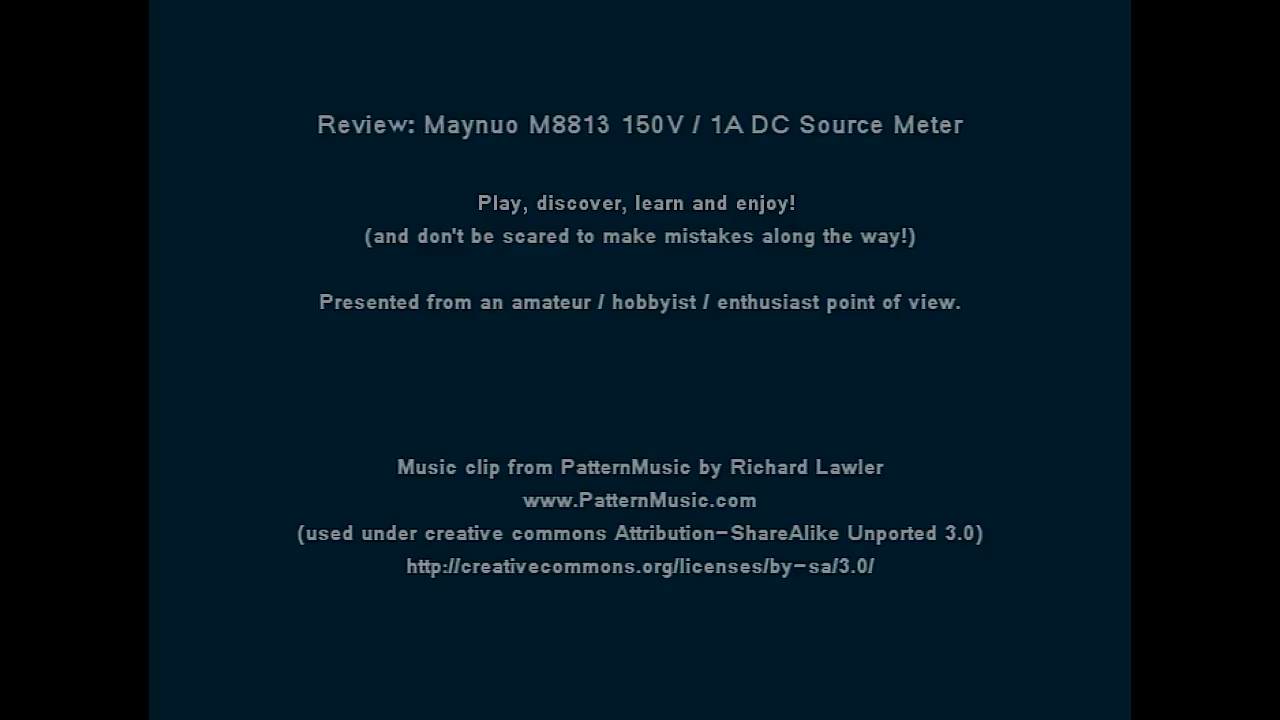 Review: Maynuo M8813 150V / 1A DC Source Meter
Play, discover, learn and enjoy!
(and don't be scared to make mistakes along the way!)
Presented from an amateur / hobbyist / enthusiast point of view.
Music clip from PatternMusic by Richard Lawler
www.PatternMusic.com
(used under creative commons Attribution-ShareAlike Unported 3.0)
http://creativecommons.org/licenses/by-sa/3.0/